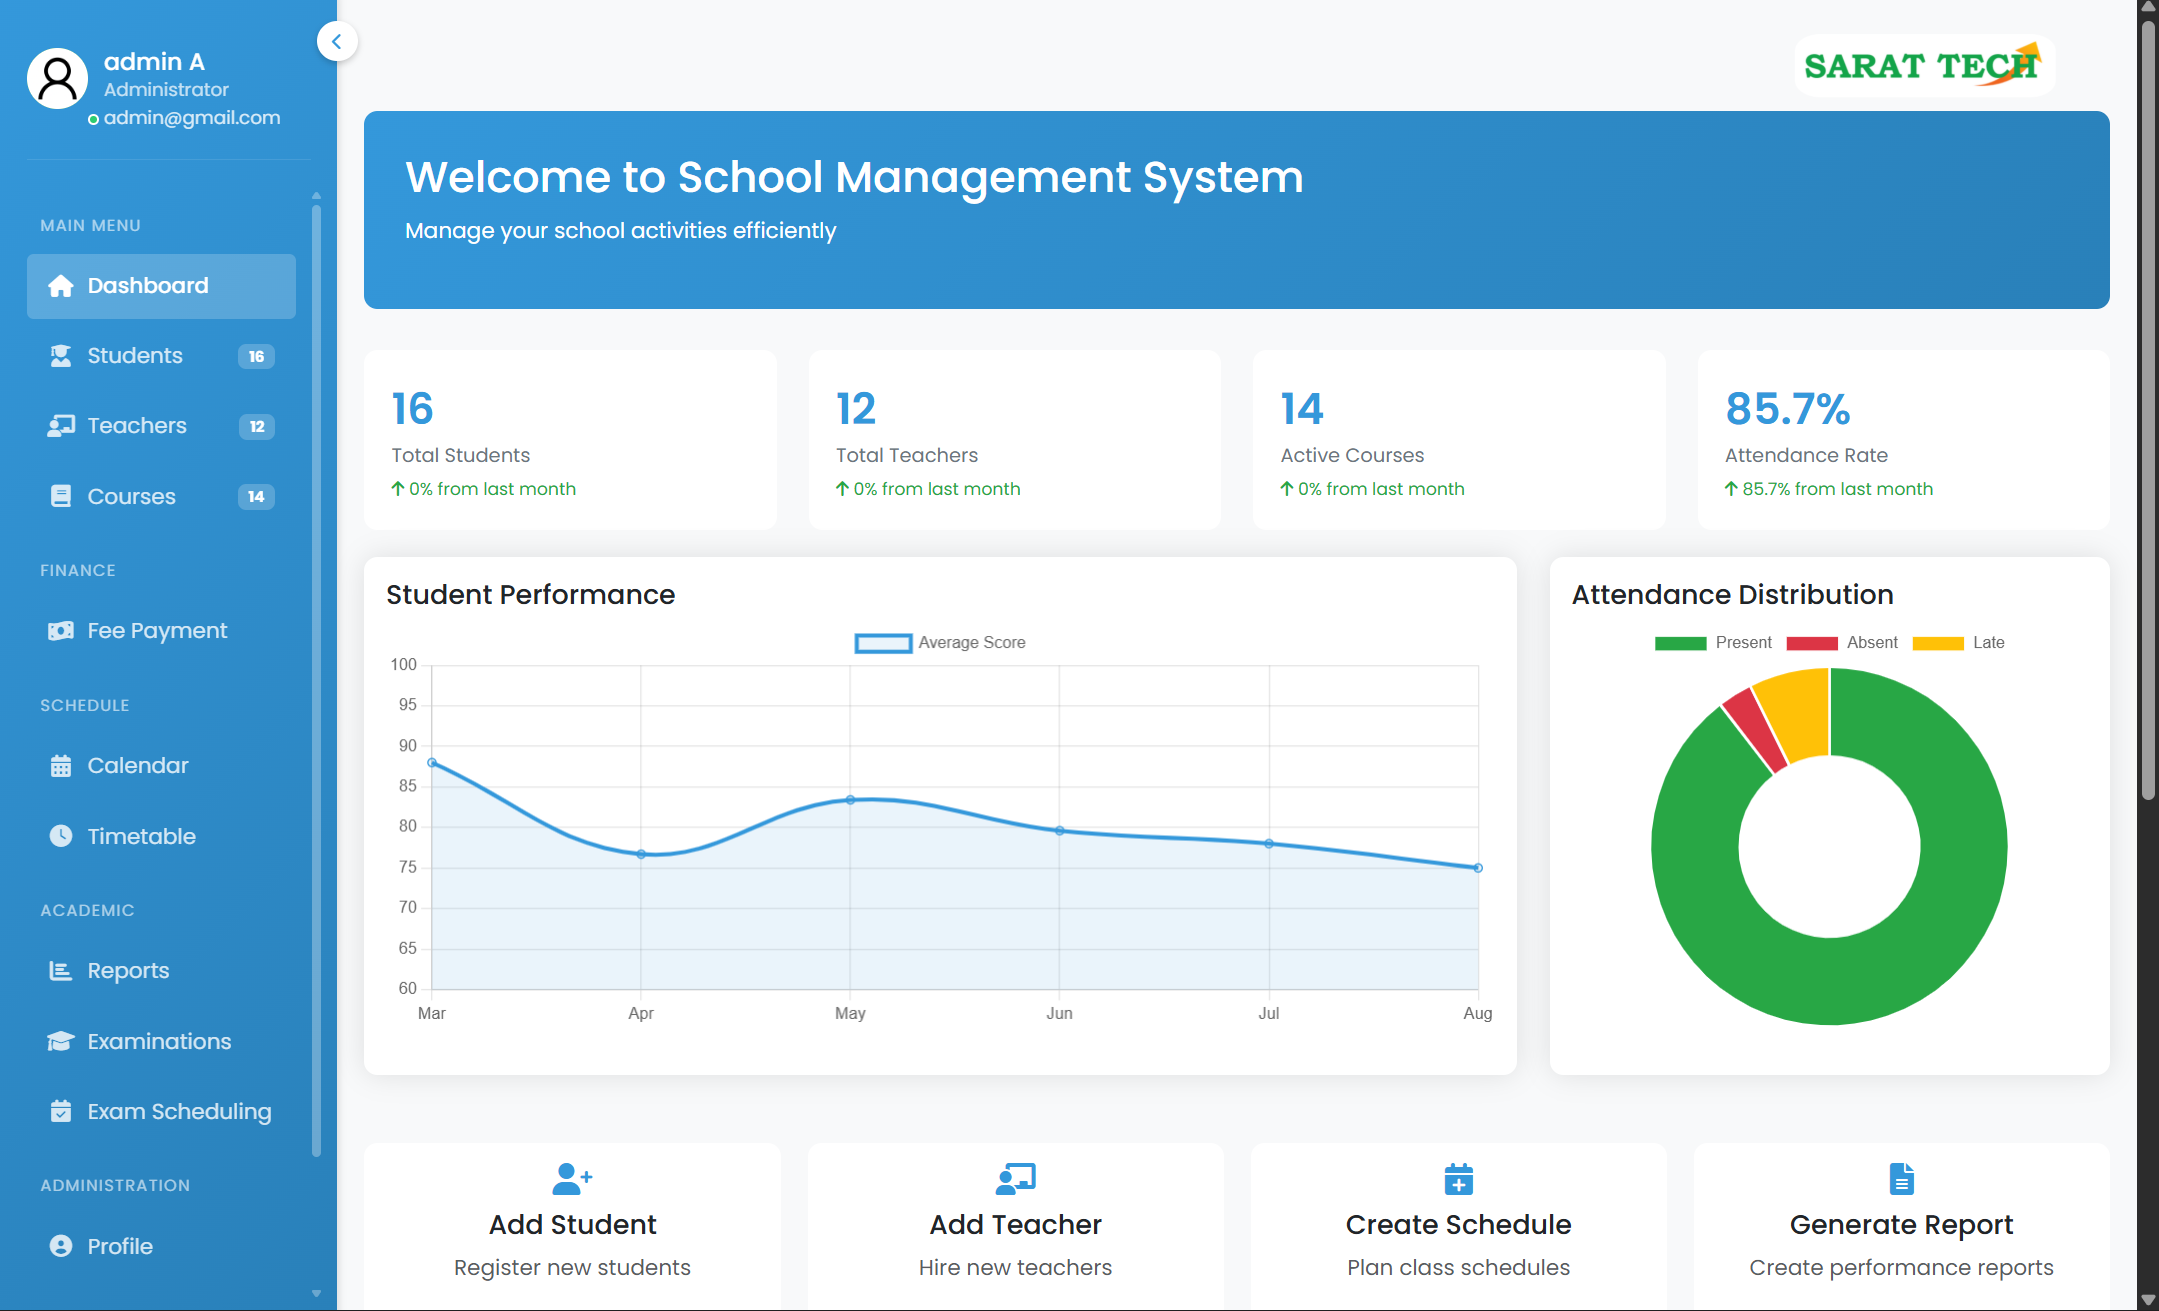 admin A
Administrator
admin@gmail.com
MAIN MENU
Dashboard
Students 16
Teachers 12
Courses 14
FINANCE
Fee Payment
SCHEDULE
Calendar
Timetable
ACADEMIC
Reports
Examinations
Exam Scheduling
ADMINISTRATION
Profile
SARAT TECH
Welcome to School Management System
Manage your school activities efficiently
16
Total Students
0% from last month
12
Total Teachers
0% from last month
14
Active Courses
0% from last month
85.7%
Attendance Rate
85.7% from last month
Student Performance
Average Score
100
95
90
85
80
75
70
65
60
Mar Apr May Jun Jul Aug
Attendance Distribution
Present Absent Late
Add Student
Register new students
Add Teacher
Hire new teachers
Create Schedule
Plan class schedules
Generate Report
Create performance reports